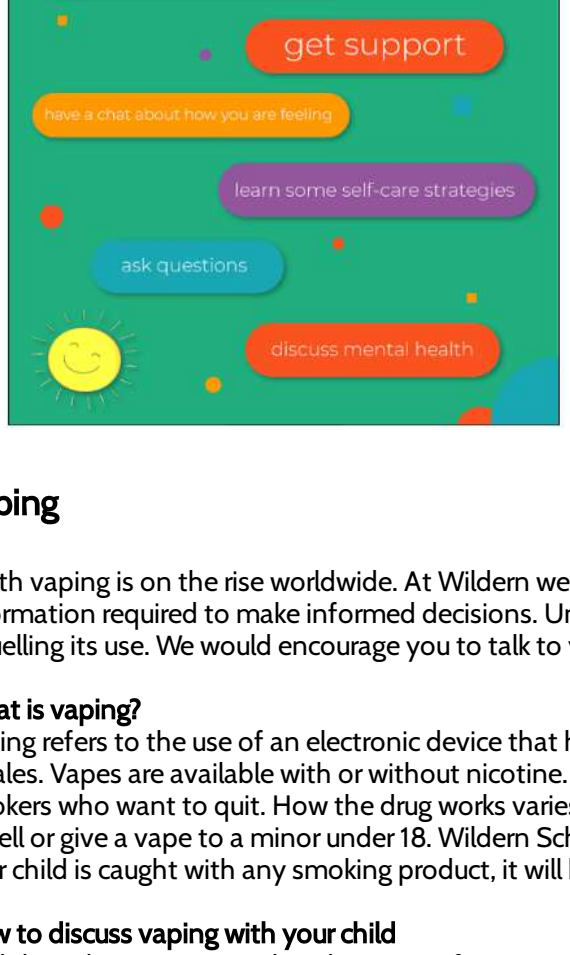 get support
have a chat about how you are feeling
learn some self-care strategies
ask questions
discuss mental health
ping
th vaping is on the rise worldwide. At Wildern we
ormation required to make informed decisions. Un
elling its use. We would encourage you to talk to
at is vaping?
ing refers to the use of an electronic device that h
ales. Vapes are available with or without nicotine.
okers who want to quit. How the drug works varies
ell or give a vape to a minor under 18. Wildern Sch
r child is caught with any smoking product, it will
w to discuss vaping with your child